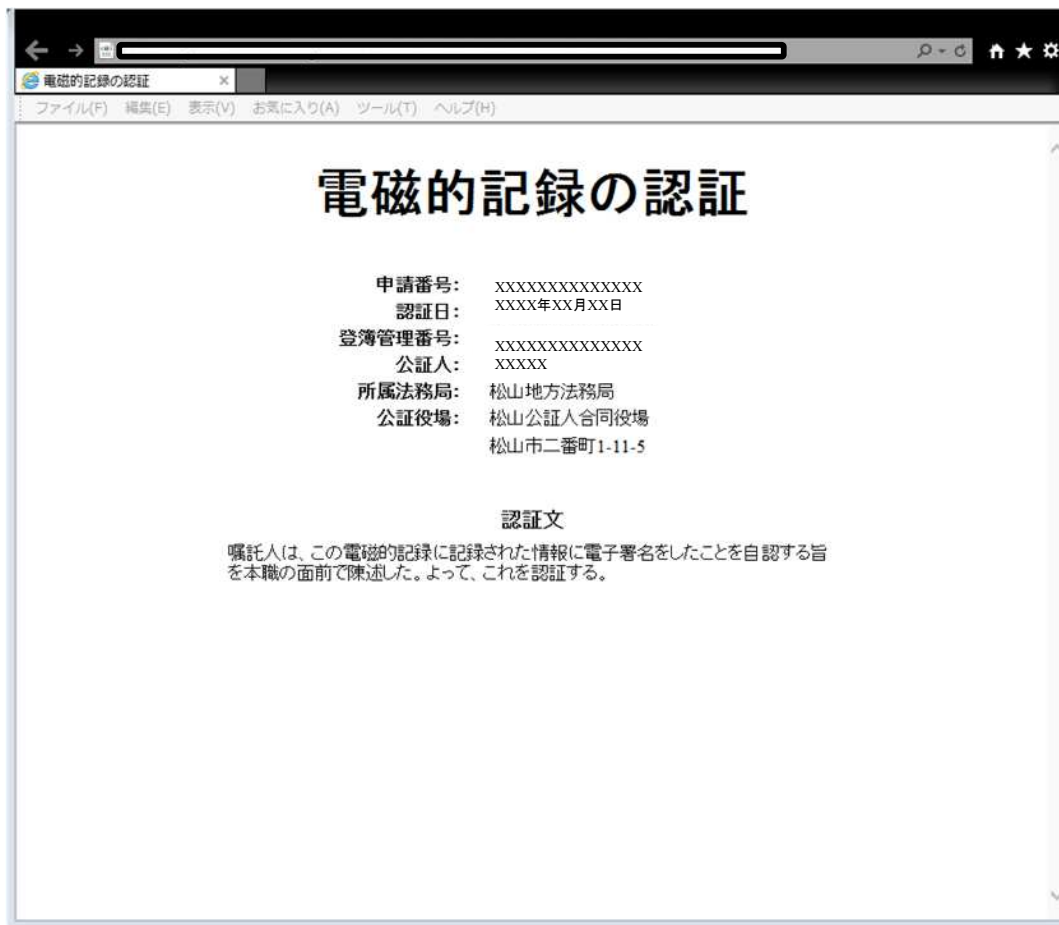 電磁的記録の認証
ファイル(F) 編集(E) 表示(V) お気に入り(A) ツール(T) ヘルプ(H)
電磁的記録の認証
申請番号: XXXXXXXXXXXXXX
認証日: XXXX年XX月XX日
登簿管理番号: XXXXXXXXXXXXXX
公証人: XXXXX
所属法務局: 松山地方法務局
公証役場: 松山公証人合同役場
松山市二番町1-11-5
認証文
嘱託人は、この電磁的記録に記録された情報に電子署名をしたことを自認する旨
を本職の面前で陳述した。よって、これを認証する。